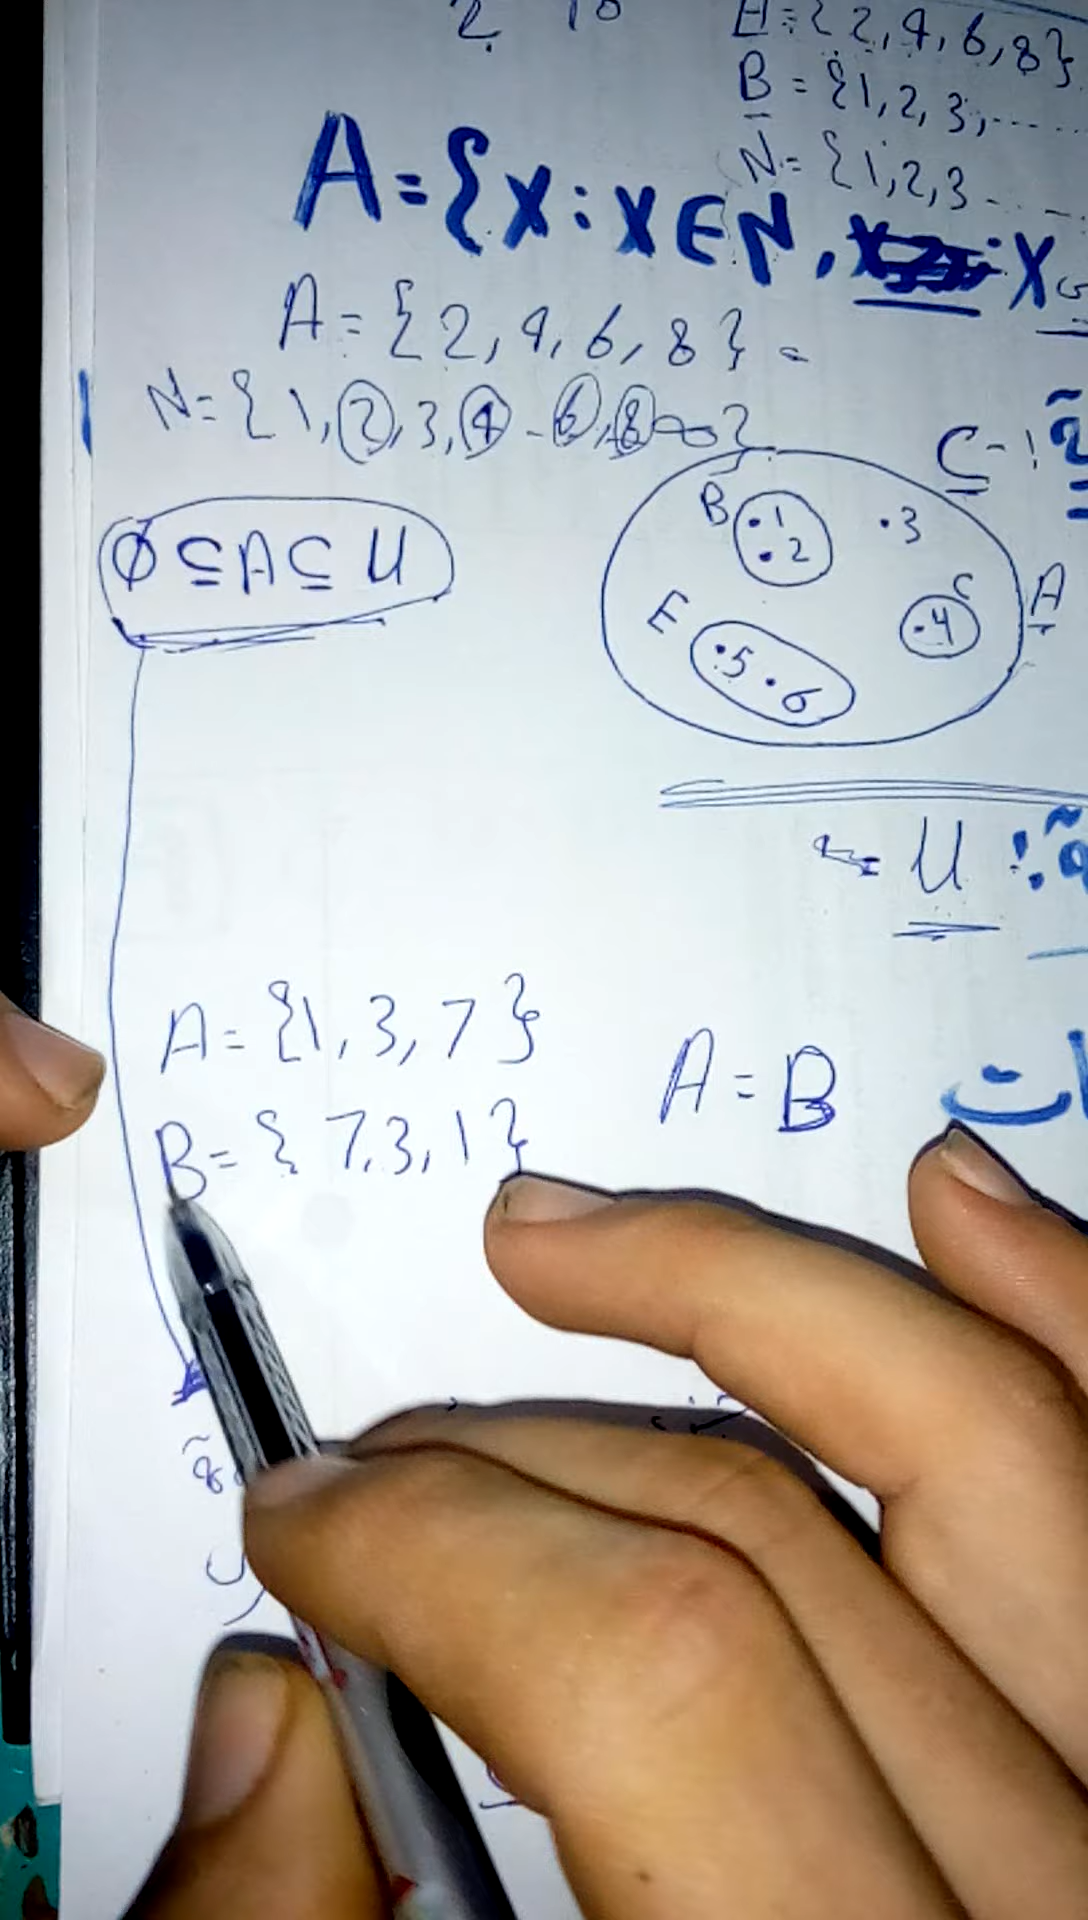 A = {2, 4, 6, 8}
B = {1, 2, 3, .....
N = {1, 2, 3 ....
A = {X : X ∈ N , X
A = {2, 4, 6, 8} =
N = {1, 2, 3, 4 - 6, 8 ∞}
⊂ - !
∅ ⊆ A ⊆ U
B
.1
.2
.3
C
.4
A
E
.5 .6
U :
A = {1, 3, 7}
B = { 7, 3, 1}
A = B
ات